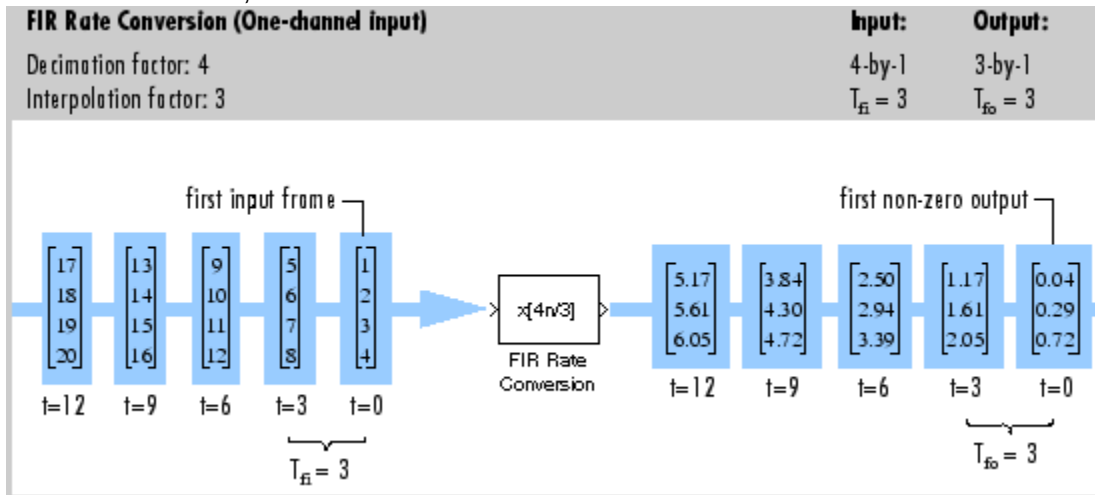 FIR Rate Conversion (One-channel input) Input: Output:
Decimation factor: 4 4-by-1 3-by-1
Interpolation factor: 3 Tfi = 3 Tfo = 3
first input frame first non-zero output
17 13 9 5 1 5.17 3.84 2.50 1.17 0.04
18 14 10 6 2 x[4n/3] 5.61 4.30 2.94 1.61 0.29
19 15 11 7 3 6.05 4.72 3.39 2.05 0.72
20 16 12 8 4
FIR Rate
Conversion
t=12 t=9 t=6 t=3 t=0 t=12 t=9 t=6 t=3 t=0
Tfi = 3 Tfo = 3